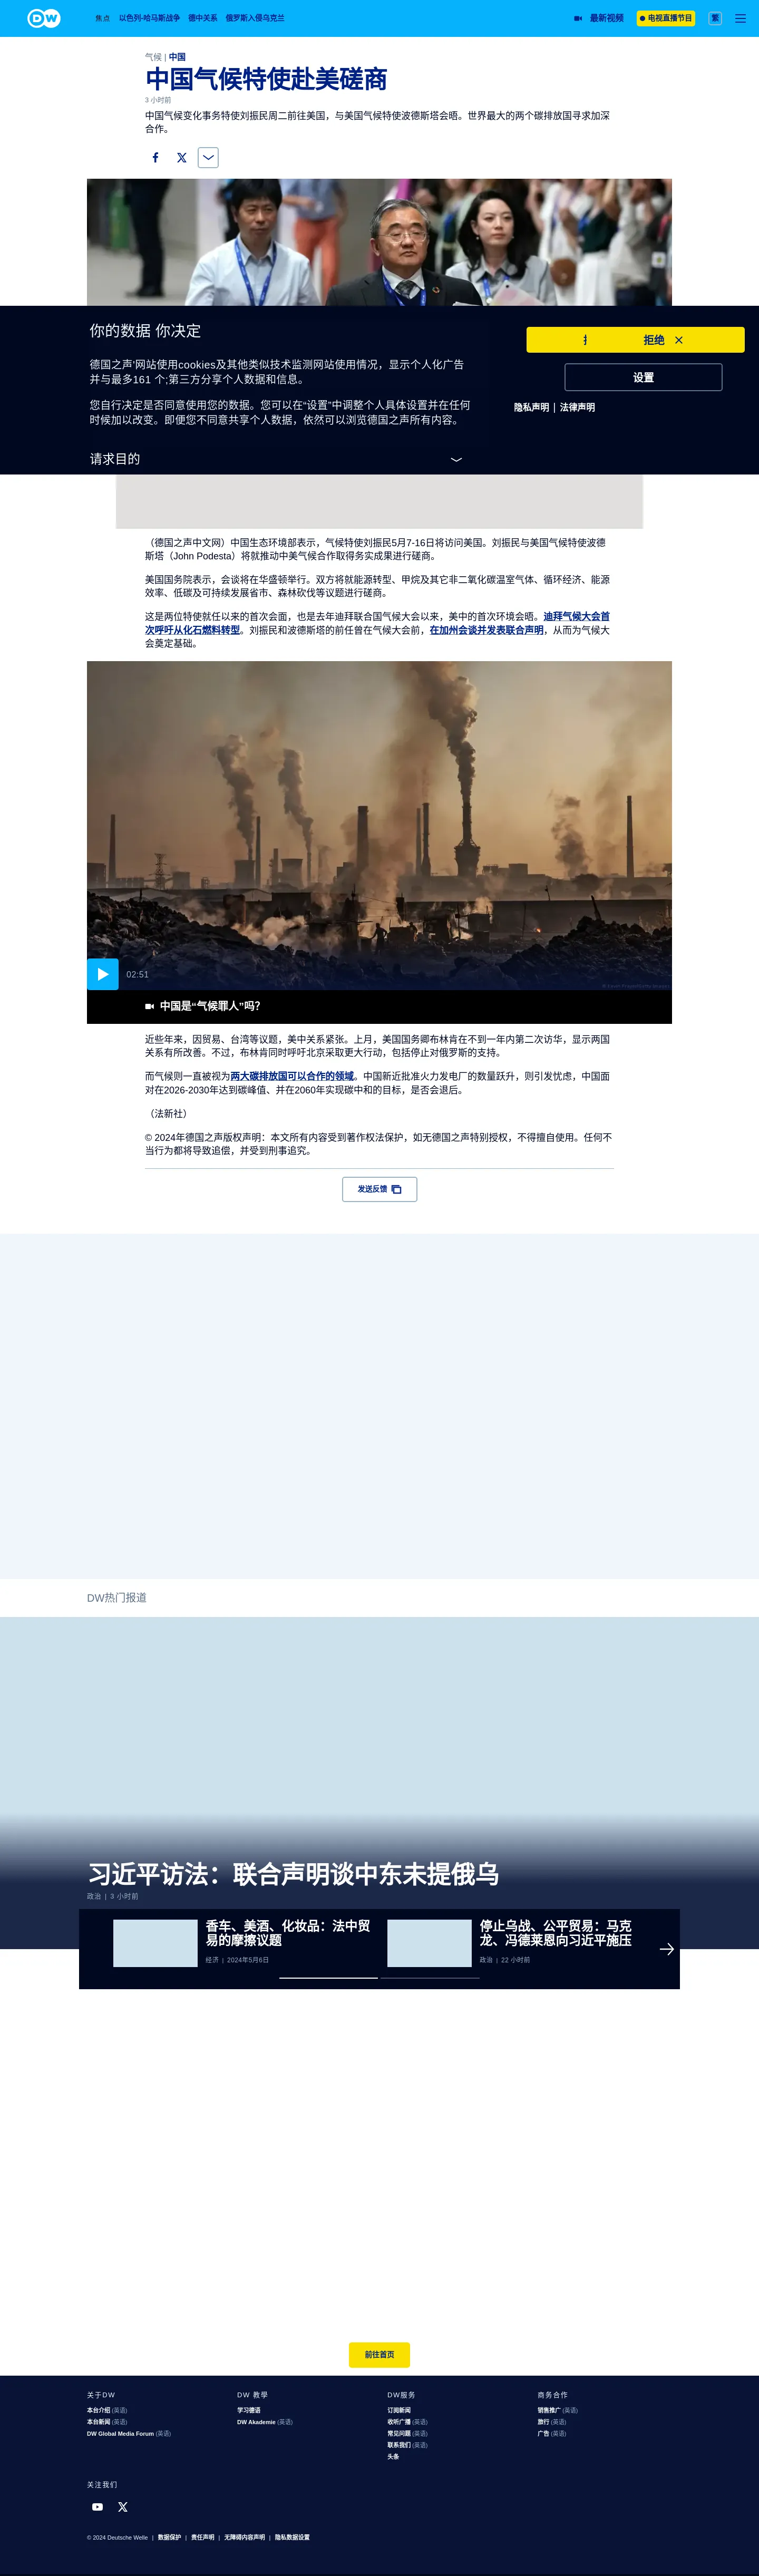 DW
焦点 以色列-哈马斯战争 德中关系 俄罗斯入侵乌克兰 最新视频 电视直播节目 繁
气候 | 中国
中国气候特使赴美磋商
3 小时前
中国气候变化事务特使刘振民周二前往美国，与美国气候特使波德斯塔会晤。世界最大的两个碳排放国寻求加深
合作。
你的数据 你决定
拒绝
德国之声'网站使用cookies及其他类似技术监测网站使用情况，显示个人化广告
并与最多161 个;第三方分享个人数据和信息。
设置
您自行决定是否同意使用您的数据。您可以在“设置”中调整个人具体设置并在任何
时候加以改变。即便您不同意共享个人数据，依然可以浏览德国之声所有内容。
隐私声明 | 法律声明
请求目的
（德国之声中文网）中国生态环境部表示，气候特使刘振民5月7-16日将访问美国。刘振民与美国气候特使波德
斯塔（John Podesta）将就推动中美气候合作取得务实成果进行磋商。
美国国务院表示，会谈将在华盛顿举行。双方将就能源转型、甲烷及其它非二氧化碳温室气体、循环经济、能源
效率、低碳及可持续发展省市、森林砍伐等议题进行磋商。
这是两位特使就任以来的首次会面，也是去年迪拜联合国气候大会以来，美中的首次环境会晤。迪拜气候大会首
次呼吁从化石燃料转型。刘振民和波德斯塔的前任曾在气候大会前，在加州会谈并发表联合声明，从而为气候大
会奠定基础。
02:51
中国是“气候罪人”吗?
近些年来，因贸易、台湾等议题，美中关系紧张。上月，美国国务卿布林肯在不到一年内第二次访华，显示两国
关系有所改善。不过，布林肯同时呼吁北京采取更大行动，包括停止对俄罗斯的支持。
而气候则一直被视为两大碳排放国可以合作的领域。中国新近批准火力发电厂的数量跃升，则引发忧虑，中国面
对在2026-2030年达到碳峰值、并在2060年实现碳中和的目标，是否会退后。
（法新社）
© 2024年德国之声版权声明：本文所有内容受到著作权法保护，如无德国之声特别授权，不得擅自使用。任何不
当行为都将导致追偿，并受到刑事追究。
发送反馈
DW热门报道
习近平访法：联合声明谈中东未提俄乌
政治 | 3 小时前
香车、美酒、化妆品：法中贸
易的摩擦议题
经济 | 2024年5月6日
停止乌战、公平贸易：马克
龙、冯德莱恩向习近平施压
政治 | 22 小时前
前往首页
关于DW
本台介绍 (英语)
本台新闻 (英语)
DW Global Media Forum (英语)
DW 教學
学习德语
DW Akademie (英语)
DW服务
订阅新闻
收听广播 (英语)
常见问题 (英语)
联系我们 (英语)
头条
商务合作
销售推广 (英语)
旅行 (英语)
广告 (英语)
关注我们
© 2024 Deutsche Welle | 数据保护 | 责任声明 | 无障碍内容声明 | 隐私数据设置